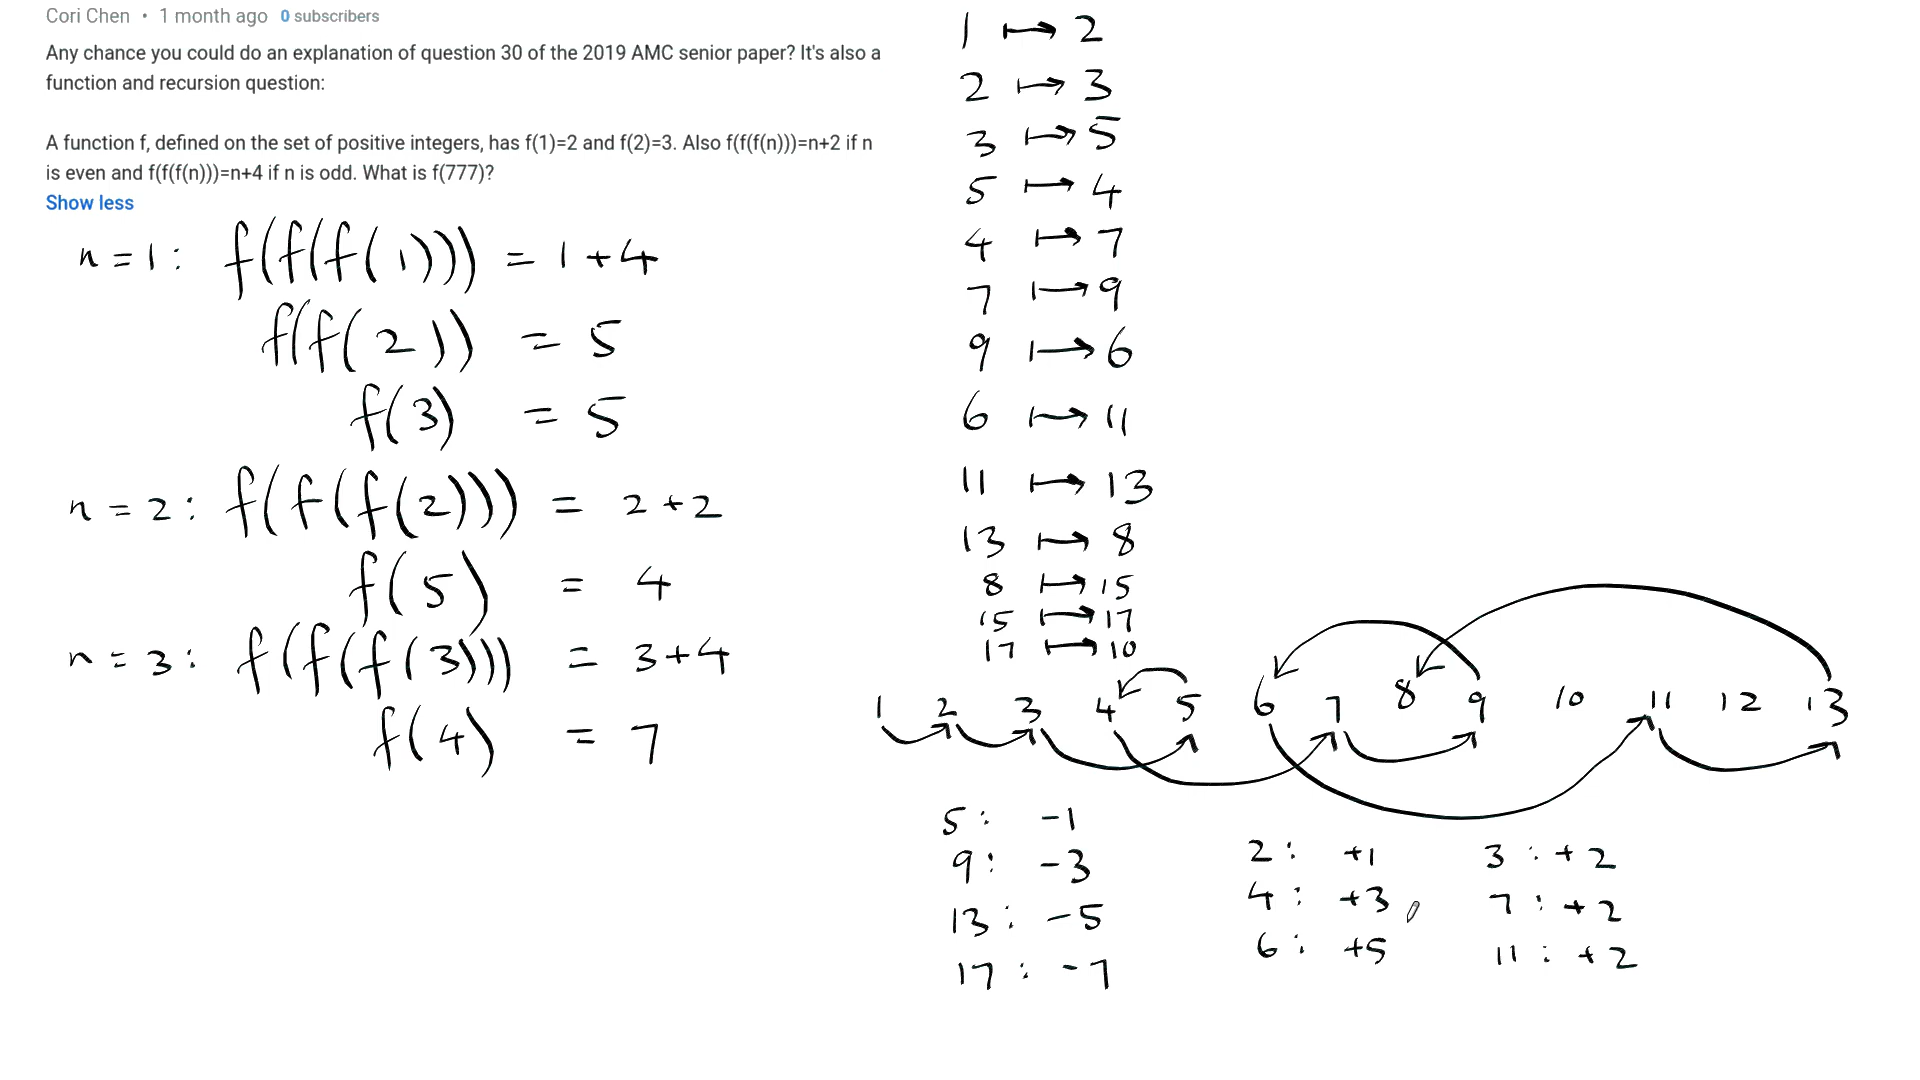 Cori Chen • 1 month ago 0 subscribers
Any chance you could do an explanation of question 30 of the 2019 AMC senior paper? It's also a
function and recursion question:
A function f, defined on the set of positive integers, has f(1)=2 and f(2)=3. Also f(f(f(n)))=n+2 if n
is even and f(f(f(n)))=n+4 if n is odd. What is f(777)?
Show less
n = 1 : f(f(f(1))) = 1 + 4
f(f(2)) = 5
f(3) = 5
n = 2 : f(f(f(2))) = 2 + 2
f(5) = 4
n = 3 : f(f(f(3))) = 3 + 4
f(4) = 7
1 ↦ 2
2 ↦ 3
3 ↦ 5
5 ↦ 4
4 ↦ 7
7 ↦ 9
9 ↦ 6
6 ↦ 11
11 ↦ 13
13 ↦ 8
8 ↦ 15
15 ↦ 17
17 ↦ 10
1 2 3 4 5 6 7 8 9 10 11 12 13
5 : -1
9 : -3
13 : -5
17 : -7
2 : +1
4 : +3
6 : +5
3 : +2
7 : +2
11 : +2